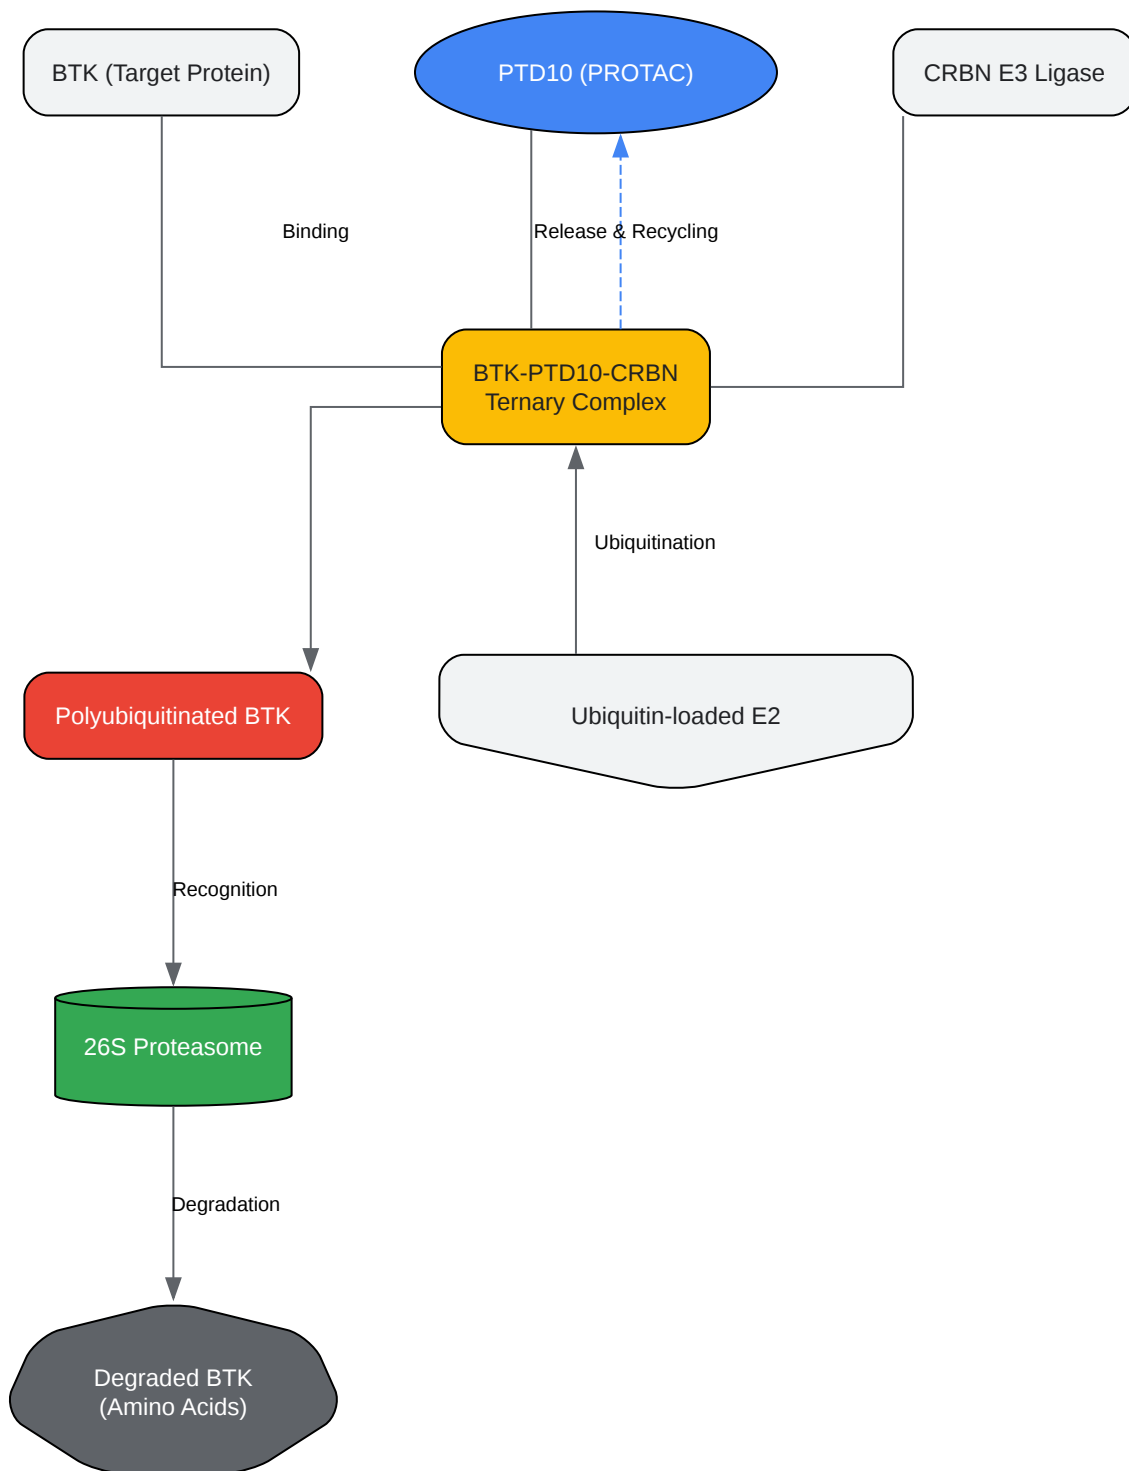 BTK (Target Protein)
PTD10 (PROTAC)
CRBN E3 Ligase
Binding
Release & Recycling
BTK-PTD10-CRBN
Ternary Complex
Ubiquitination
Polyubiquitinated BTK
Ubiquitin-loaded E2
Recognition
26S Proteasome
Degradation
Degraded BTK
(Amino Acids)